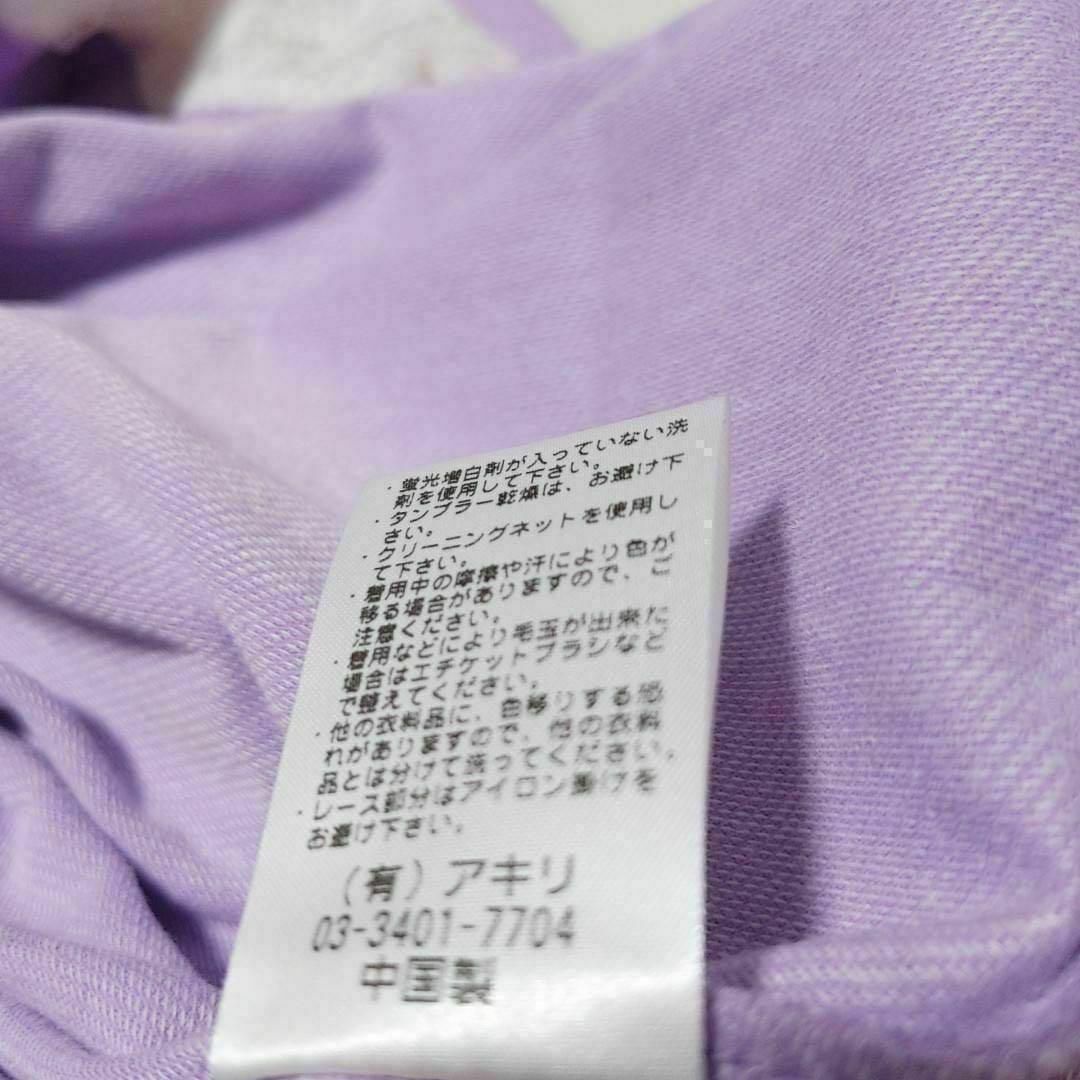 ・蛍光増白剤が入っていない洗
剤を使用して下さい。
・タンブラー乾燥は、お避け下
さい。
・クリーニングネットを使用し
て下さい。
・着用中の摩擦や汗により色が
移る場合がありますので、ご
注意ください。
・着用などにより毛玉が出来た
場合はエチケットブラシなど
で整えてください。
・他の衣料品に、色移りする恐
れがありますので、他の衣料
品とは分けて洗ってください。
・レース部分はアイロン掛けを
お避け下さい。
(有)アキリ
03-3401-7704
中国製